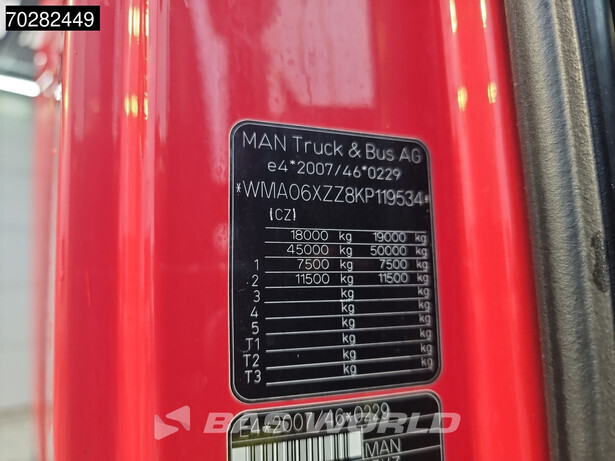 70282449
MAN Truck & Bus AG
e4*2007/46*0229
*WMA06XZZ8KP119534*
(CZ)
18000 kg 19000 kg
45000 kg 50000 kg
1 7500 kg 7500 kg
2 11500 kg 11500 kg
3 kg kg
4 kg kg
5 kg kg
T1 kg kg
T2 kg kg
T3 kg kg
BAS WORLD
E4*2007/46*0229
MAN